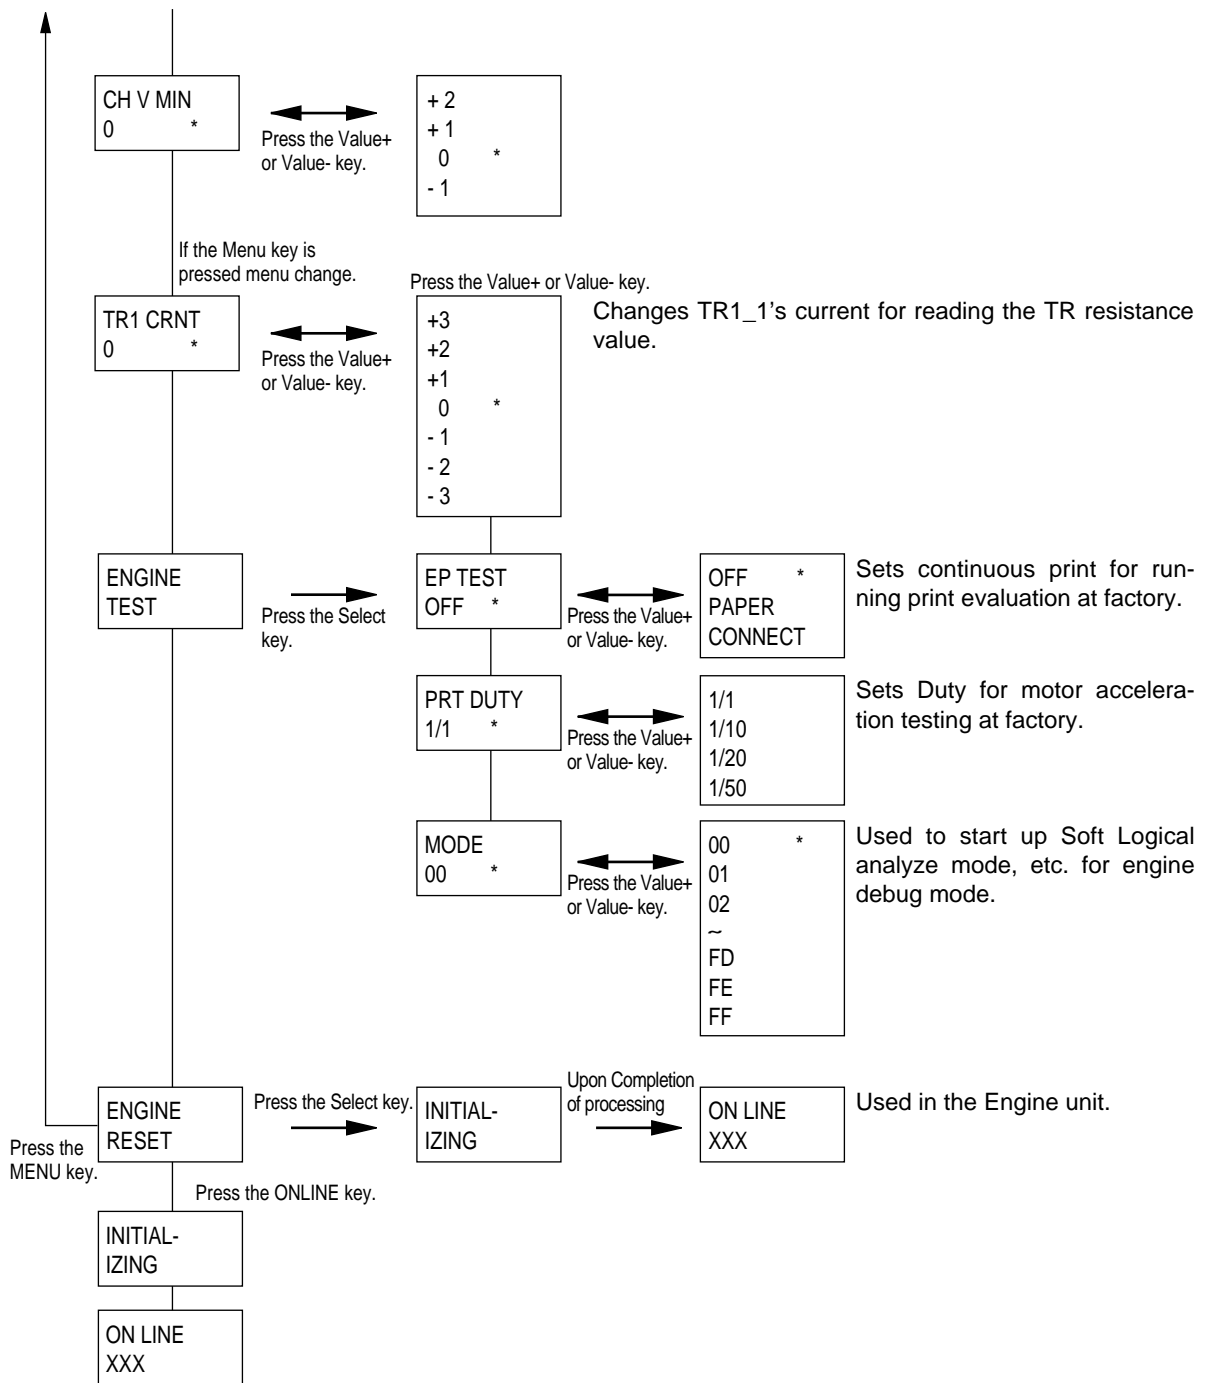 CH V MIN
0 *
Press the Value+
or Value- key.
+ 2
+ 1
0 *
- 1
If the Menu key is
pressed menu change.
TR1 CRNT
0 *
Press the Value+
or Value- key.
Press the Value+ or Value- key.
+3
+2
+1
0 *
- 1
- 2
- 3
Changes TR1_1's current for reading the TR resistance
value.
ENGINE
TEST
Press the Select
key.
EP TEST
OFF *
Press the Value+
or Value- key.
OFF *
PAPER
CONNECT
Sets continuous print for run-
ning print evaluation at factory.
PRT DUTY
1/1 *
Press the Value+
or Value- key.
1/1
1/10
1/20
1/50
Sets Duty for motor accelera-
tion testing at factory.
MODE
00 *
Press the Value+
or Value- key.
00 *
01
02
~
FD
FE
FF
Used to start up Soft Logical
analyze mode, etc. for engine
debug mode.
Press the
MENU key.
ENGINE
RESET
Press the Select key.
INITIAL-
IZING
Upon Completion
of processing
ON LINE
XXX
Used in the Engine unit.
Press the ONLINE key.
INITIAL-
IZING
ON LINE
XXX